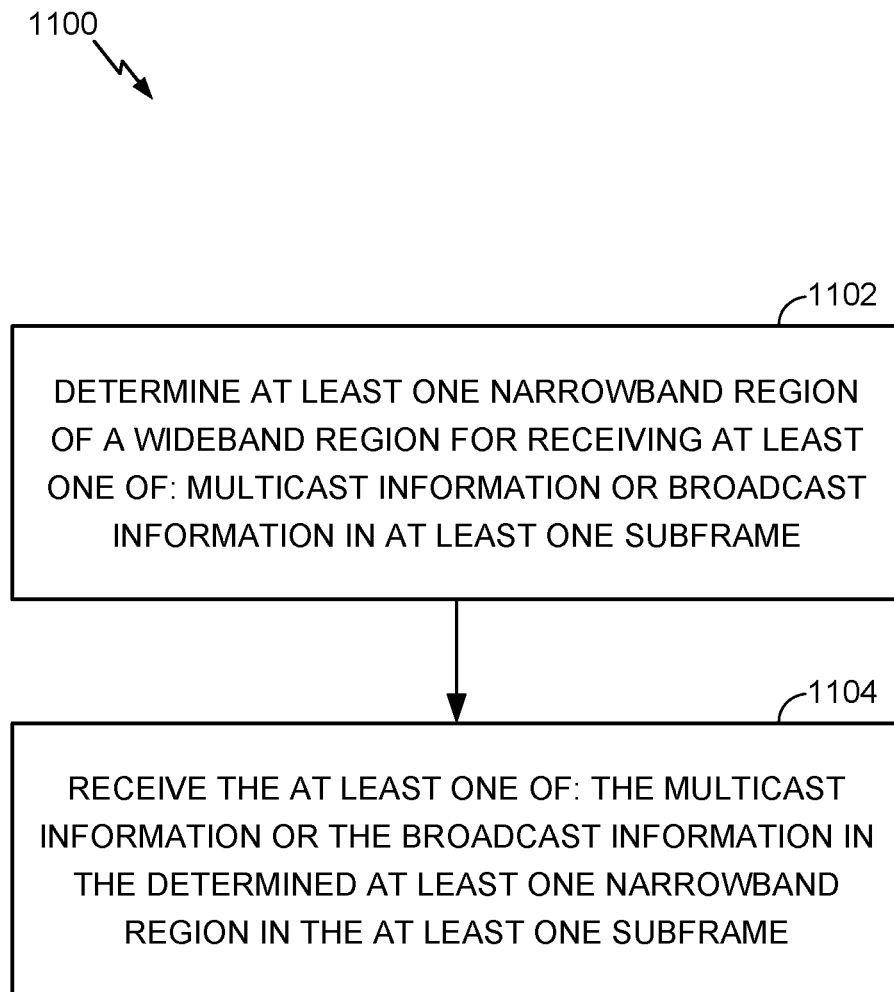 1100
1102
DETERMINE AT LEAST ONE NARROWBAND REGION
OF A WIDEBAND REGION FOR RECEIVING AT LEAST
ONE OF: MULTICAST INFORMATION OR BROADCAST
INFORMATION IN AT LEAST ONE SUBFRAME
1104
RECEIVE THE AT LEAST ONE OF: THE MULTICAST
INFORMATION OR THE BROADCAST INFORMATION IN
THE DETERMINED AT LEAST ONE NARROWBAND
REGION IN THE AT LEAST ONE SUBFRAME